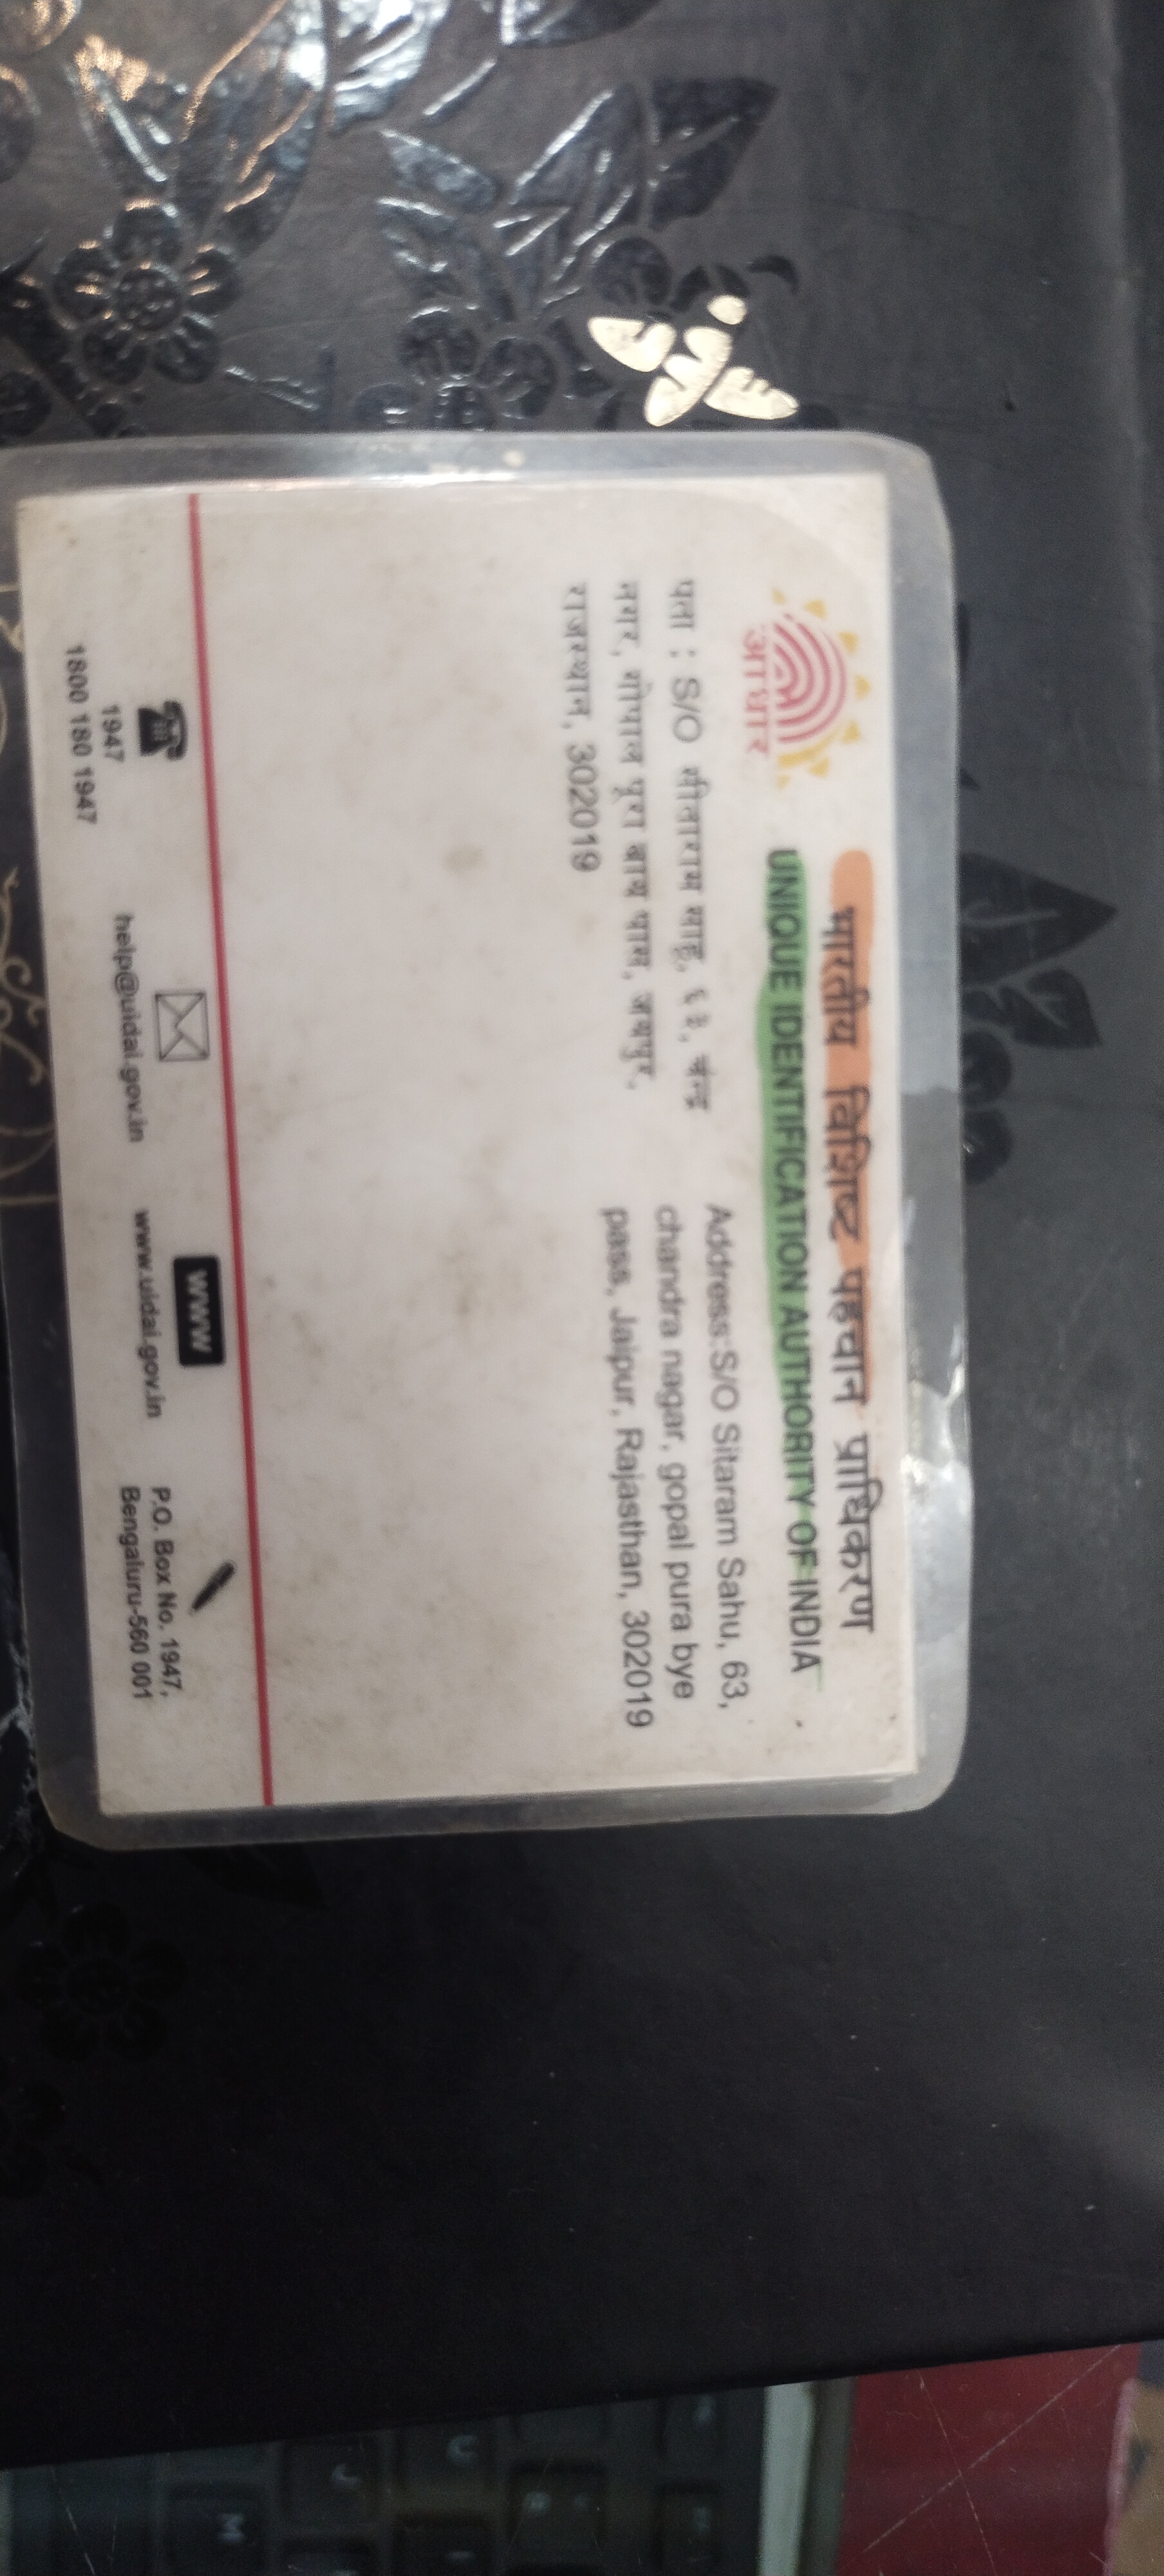 भारतीय विशिष्ट पहचान प्राधिकरण
UNIQUE IDENTIFICATION AUTHORITY OF INDIA
आधार
पता : S/O सीताराम साहू, ६३, चन्द्र
नगर, गोपाल पुरा बाय पास, जयपुर,
राजस्थान, 302019
Address:S/O Sitaram Sahu, 63,
chandra nagar, gopal pura bye
pass, Jaipur, Rajasthan, 302019
1947
1800 180 1947
help@uidai.gov.in
WWW
www.uidai.gov.in
P.O. Box No. 1947,
Bengaluru-560 001